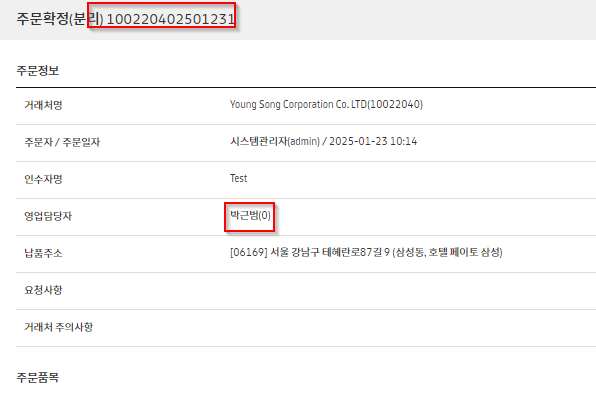 주문확정(분리) 100220402501231
주문정보
거래처명 Young Song Corporation Co. LTD(10022040)
주문자 / 주문일자 시스템관리자(admin) / 2025-01-23 10:14
인수자명 Test
영업담당자 박근범(0)
납품주소 [06169] 서울 강남구 테헤란로87길 9 (삼성동, 호텔 페이토 삼성)
요청사항
거래처 주의사항
주문품목